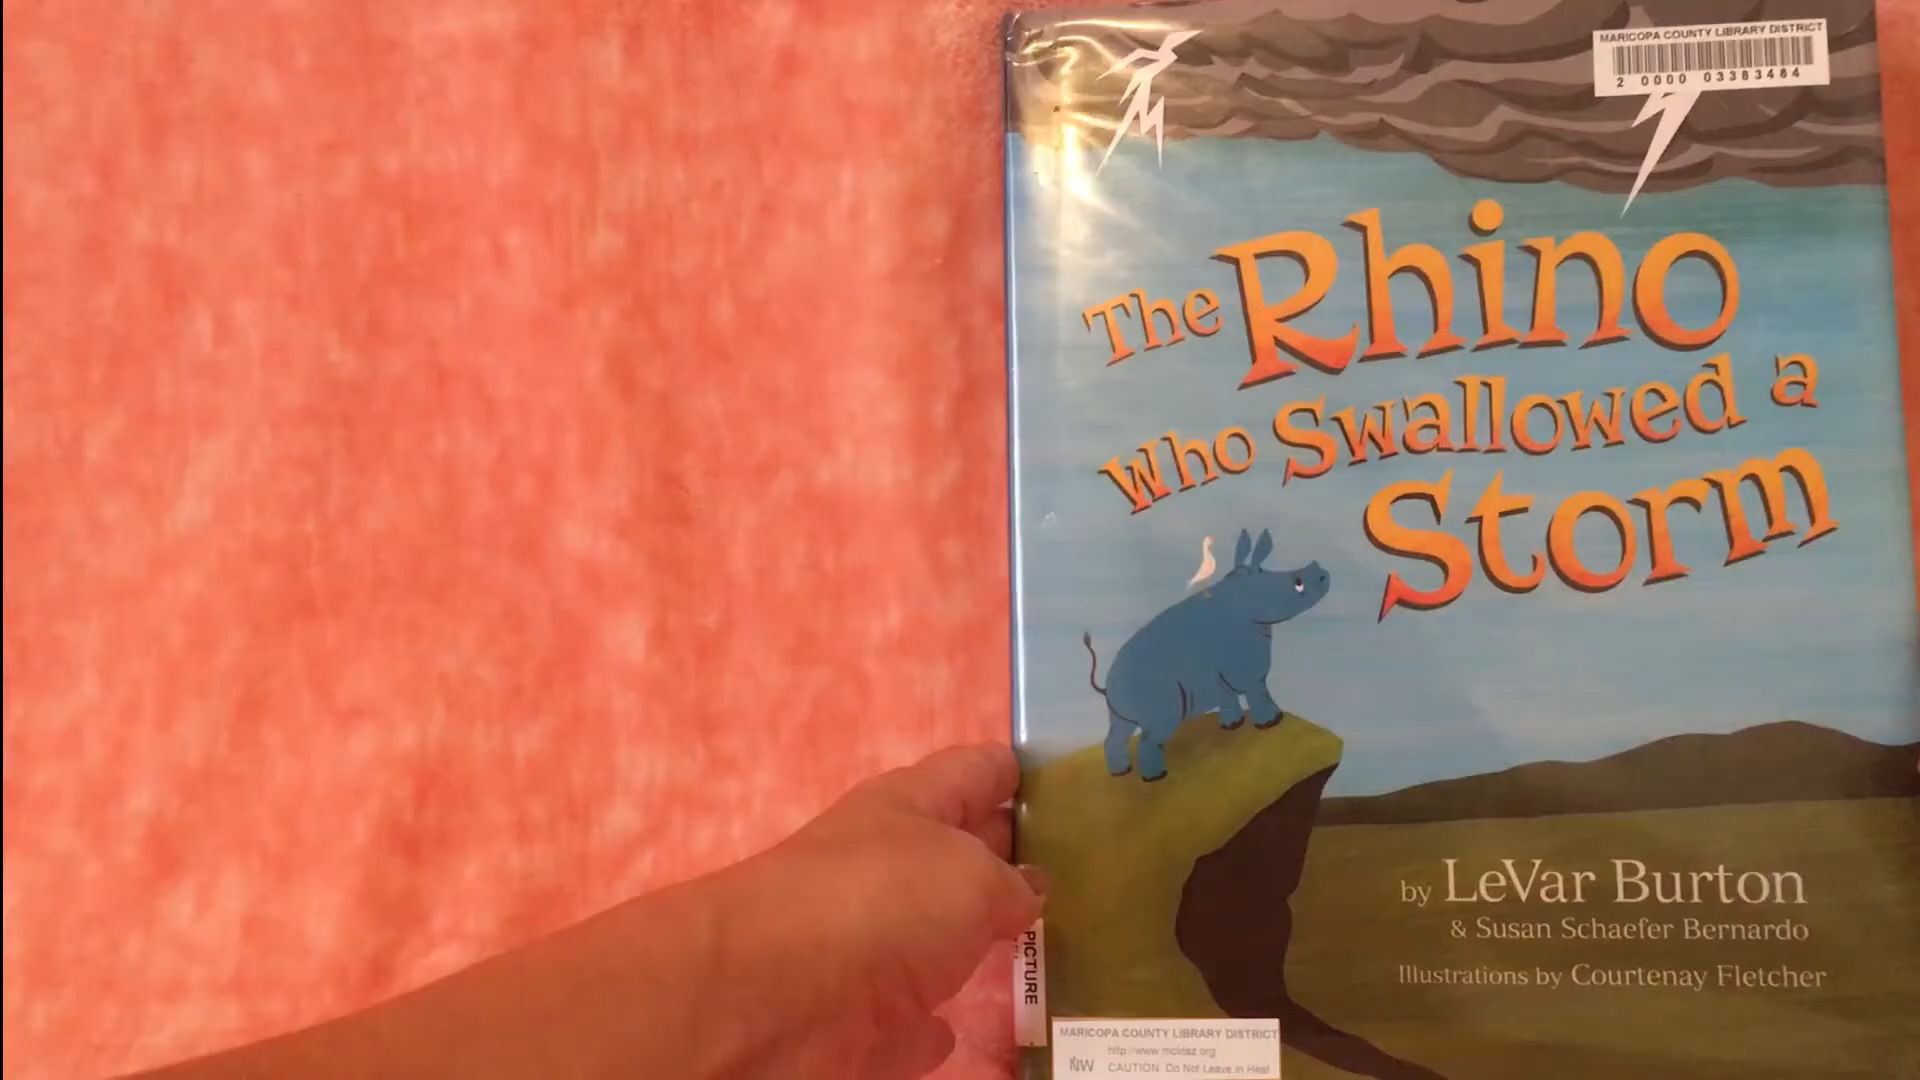 MARICOPA COUNTY LIBRARY DISTRICT
2 0000 03383484
The Rhino
Who Swallowed a
Storm
by LeVar Burton
& Susan Schaefer Bernardo
Illustrations by Courtenay Fletcher
PICTURE
MARICOPA COUNTY LIBRARY DISTRICT
http://www.mcldaz.org
NW CAUTION Do Not Leave in Heat